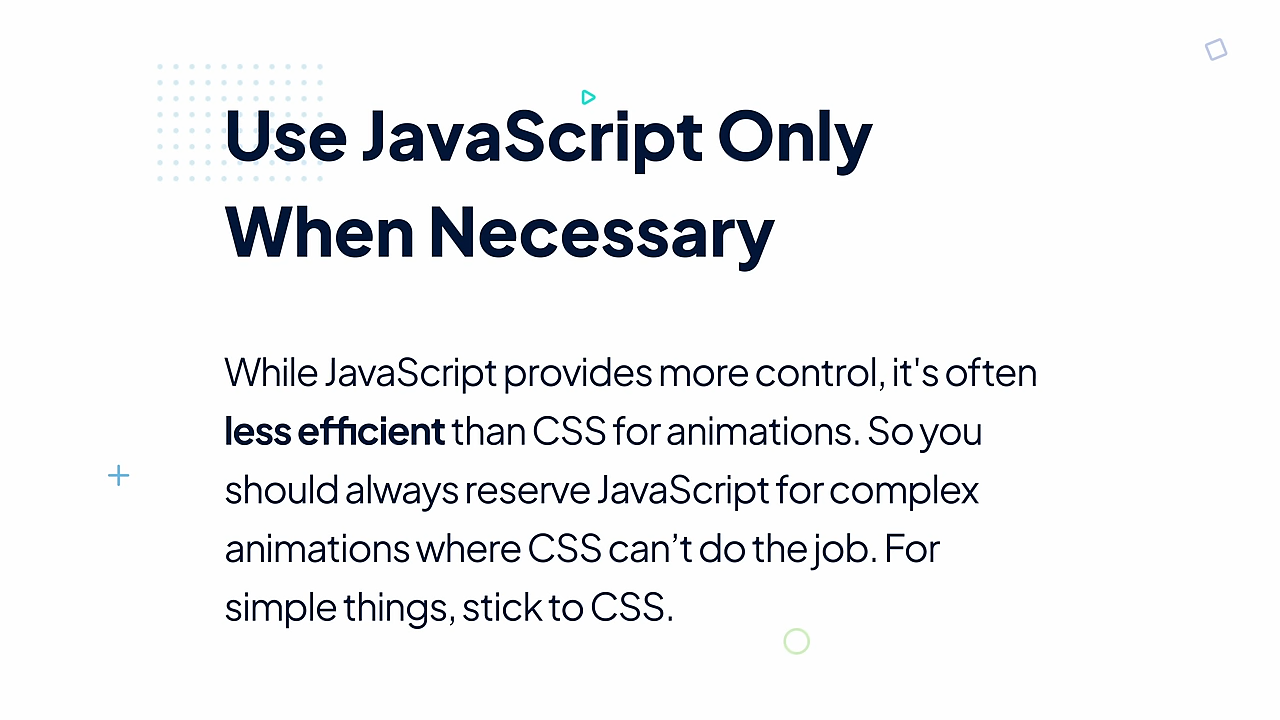 Use JavaScript Only
When Necessary
While JavaScript provides more control, it's often
less efficient than CSS for animations. So you
should always reserve JavaScript for complex
animations where CSS can’t do the job. For
simple things, stick to CSS.